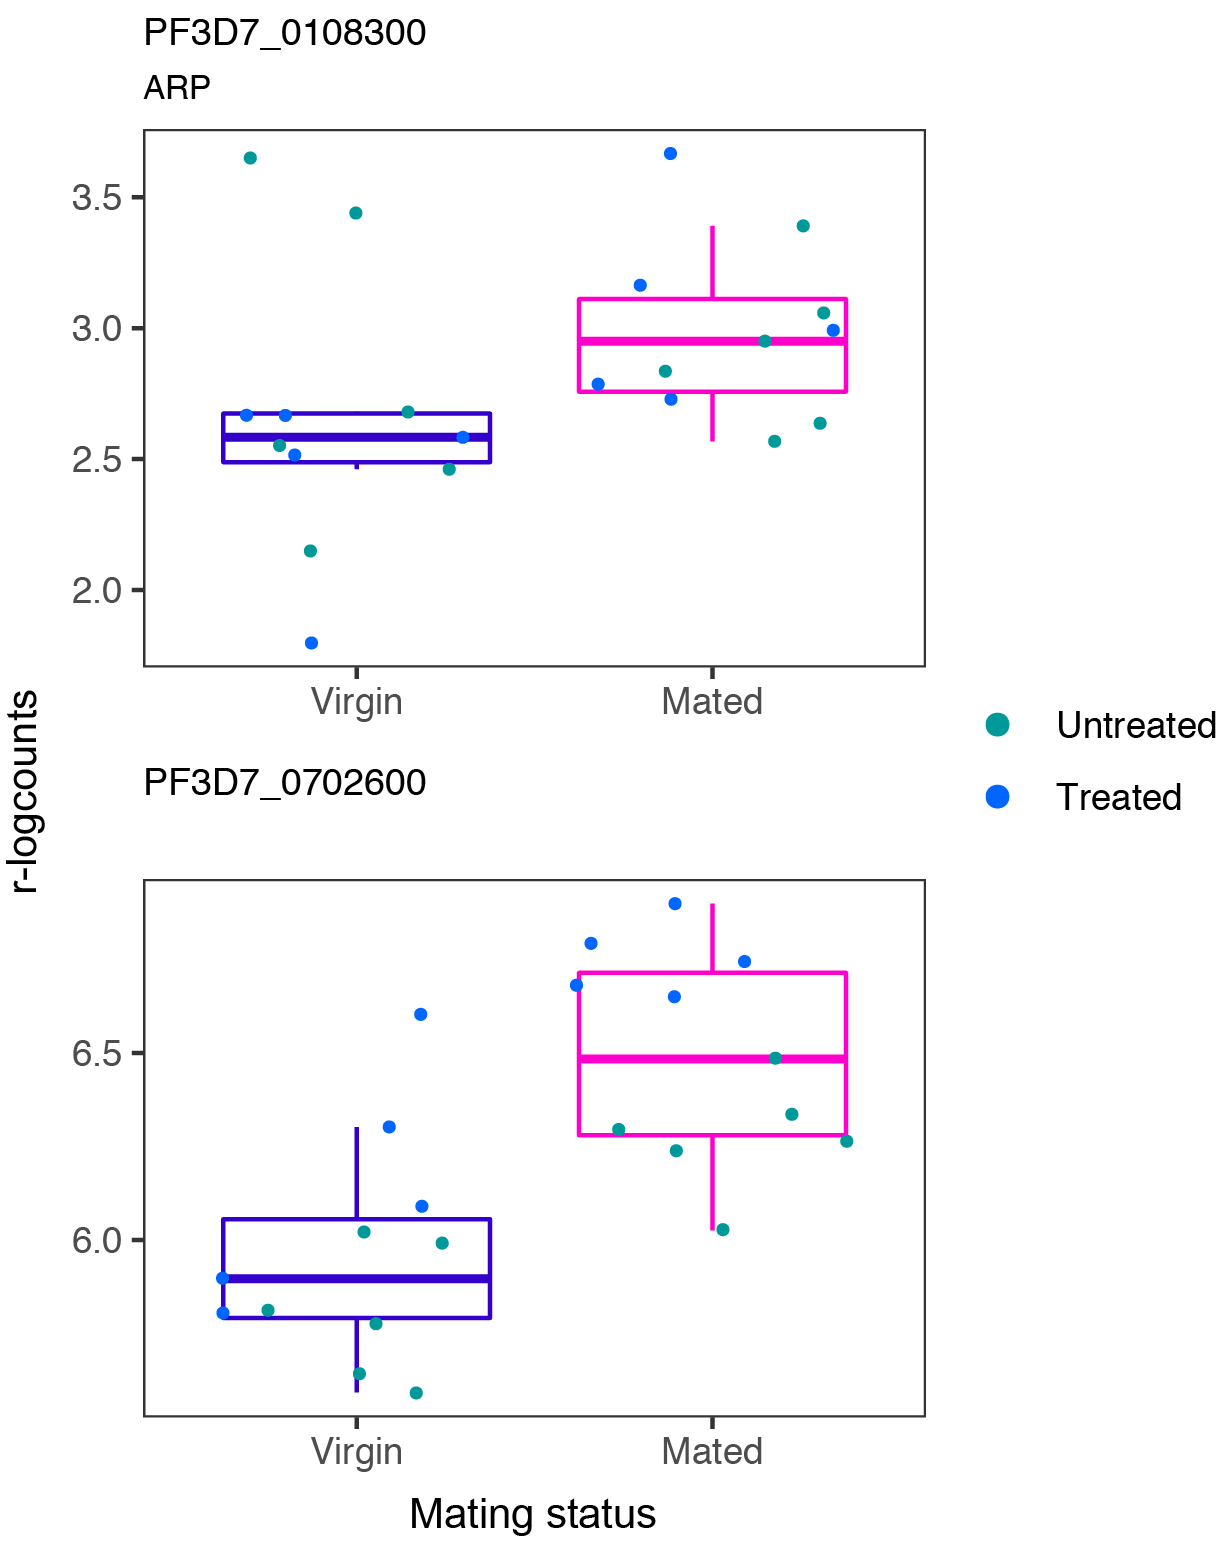 PF3D7_0108300
ARP
3.5
3.0
2.5
2.0
Virgin Mated
r-logcounts
Untreated
Treated
PF3D7_0702600
6.5
6.0
Virgin Mated
Mating status